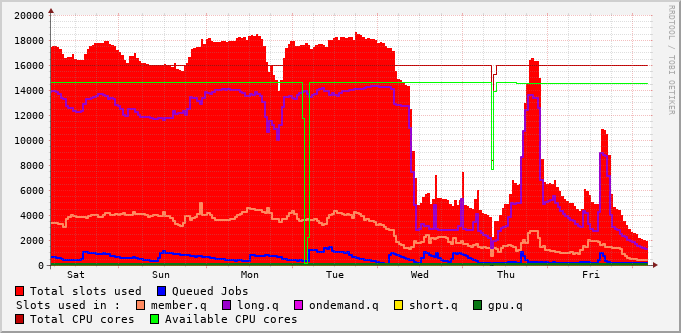 RRDTOOL / TOBI OETIKER
20000
18000
16000
14000
12000
10000
8000
6000
4000
2000
0
Sat Sun Mon Tue Wed Thu Fri
Total slots used Queued Jobs
Slots used in : member.q long.q ondemand.q short.q gpu.q
Total CPU cores Available CPU cores